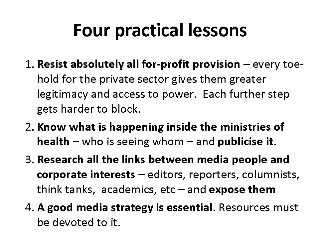 Four practical lessons
1. Resist absolutely all for-profit provision – every toe-
hold for the private sector gives them greater
legitimacy and access to power.  Each further step
gets harder to block.
2. Know what is happening inside the ministries of
health – who is seeing whom – and publicise it.
3. Research all the links between media people and
corporate interests – editors, reporters, columnists,
think tanks,  academics, etc – and expose them
4. A good media strategy is essential. Resources must
be devoted to it.